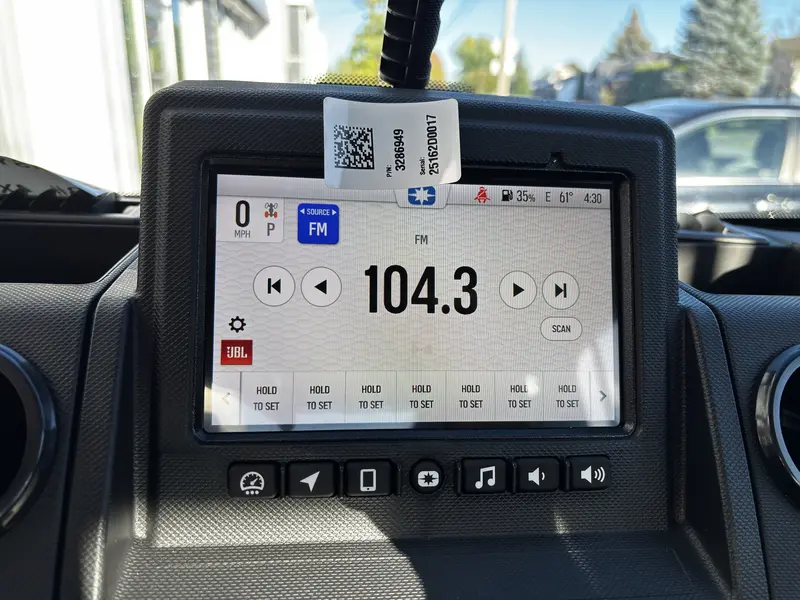 P/N:
3286949
Serial:
25162D0017
0
MPH
P
SOURCE
FM
35%
E
61°
4:30
FM
104.3
SCAN
JBL
HOLD
TO SET
HOLD
TO SET
HOLD
TO SET
HOLD
TO SET
HOLD
TO SET
HOLD
TO SET
HOLD
TO SET